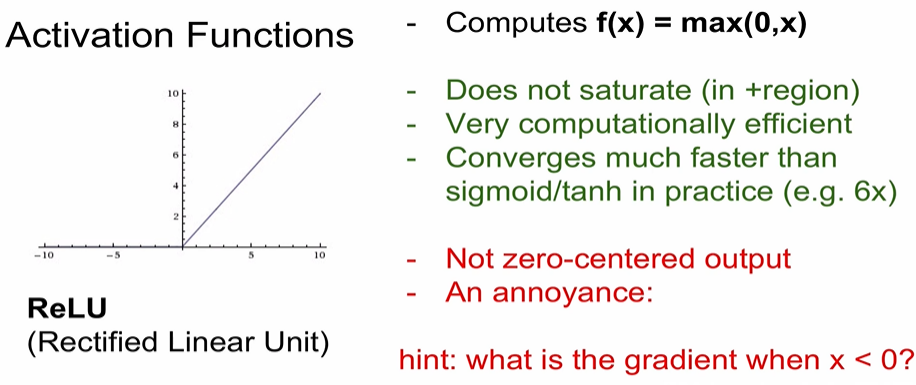 Activation Functions
10
8
6
4
2
-10
-5
5
10
ReLU
(Rectified Linear Unit)
- Computes f(x) = max(0,x)
- Does not saturate (in +region)
- Very computationally efficient
- Converges much faster than
sigmoid/tanh in practice (e.g. 6x)
- Not zero-centered output
- An annoyance:
hint: what is the gradient when x < 0?